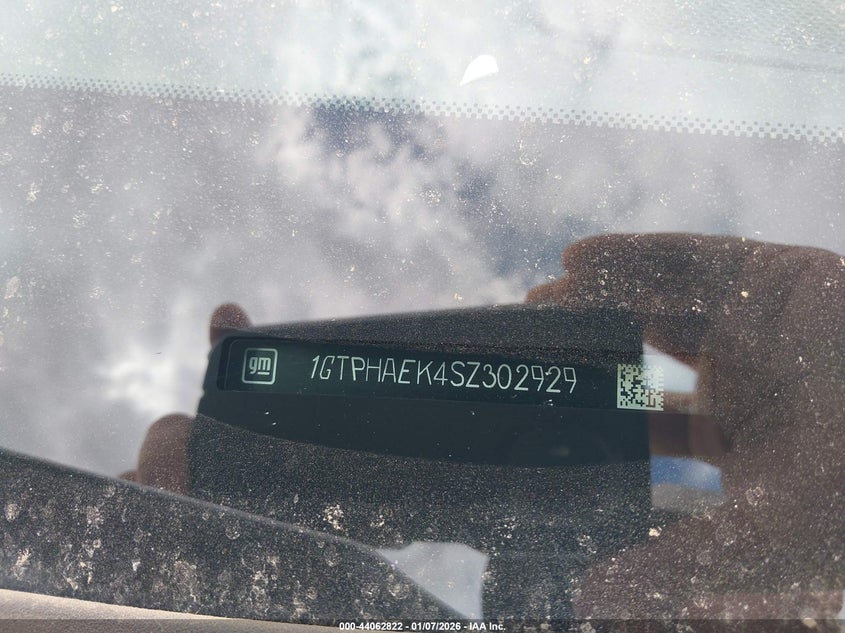 gm 1GTPHAEK4SZ302929
000-44062822 - 01/07/2026 - IAA Inc.